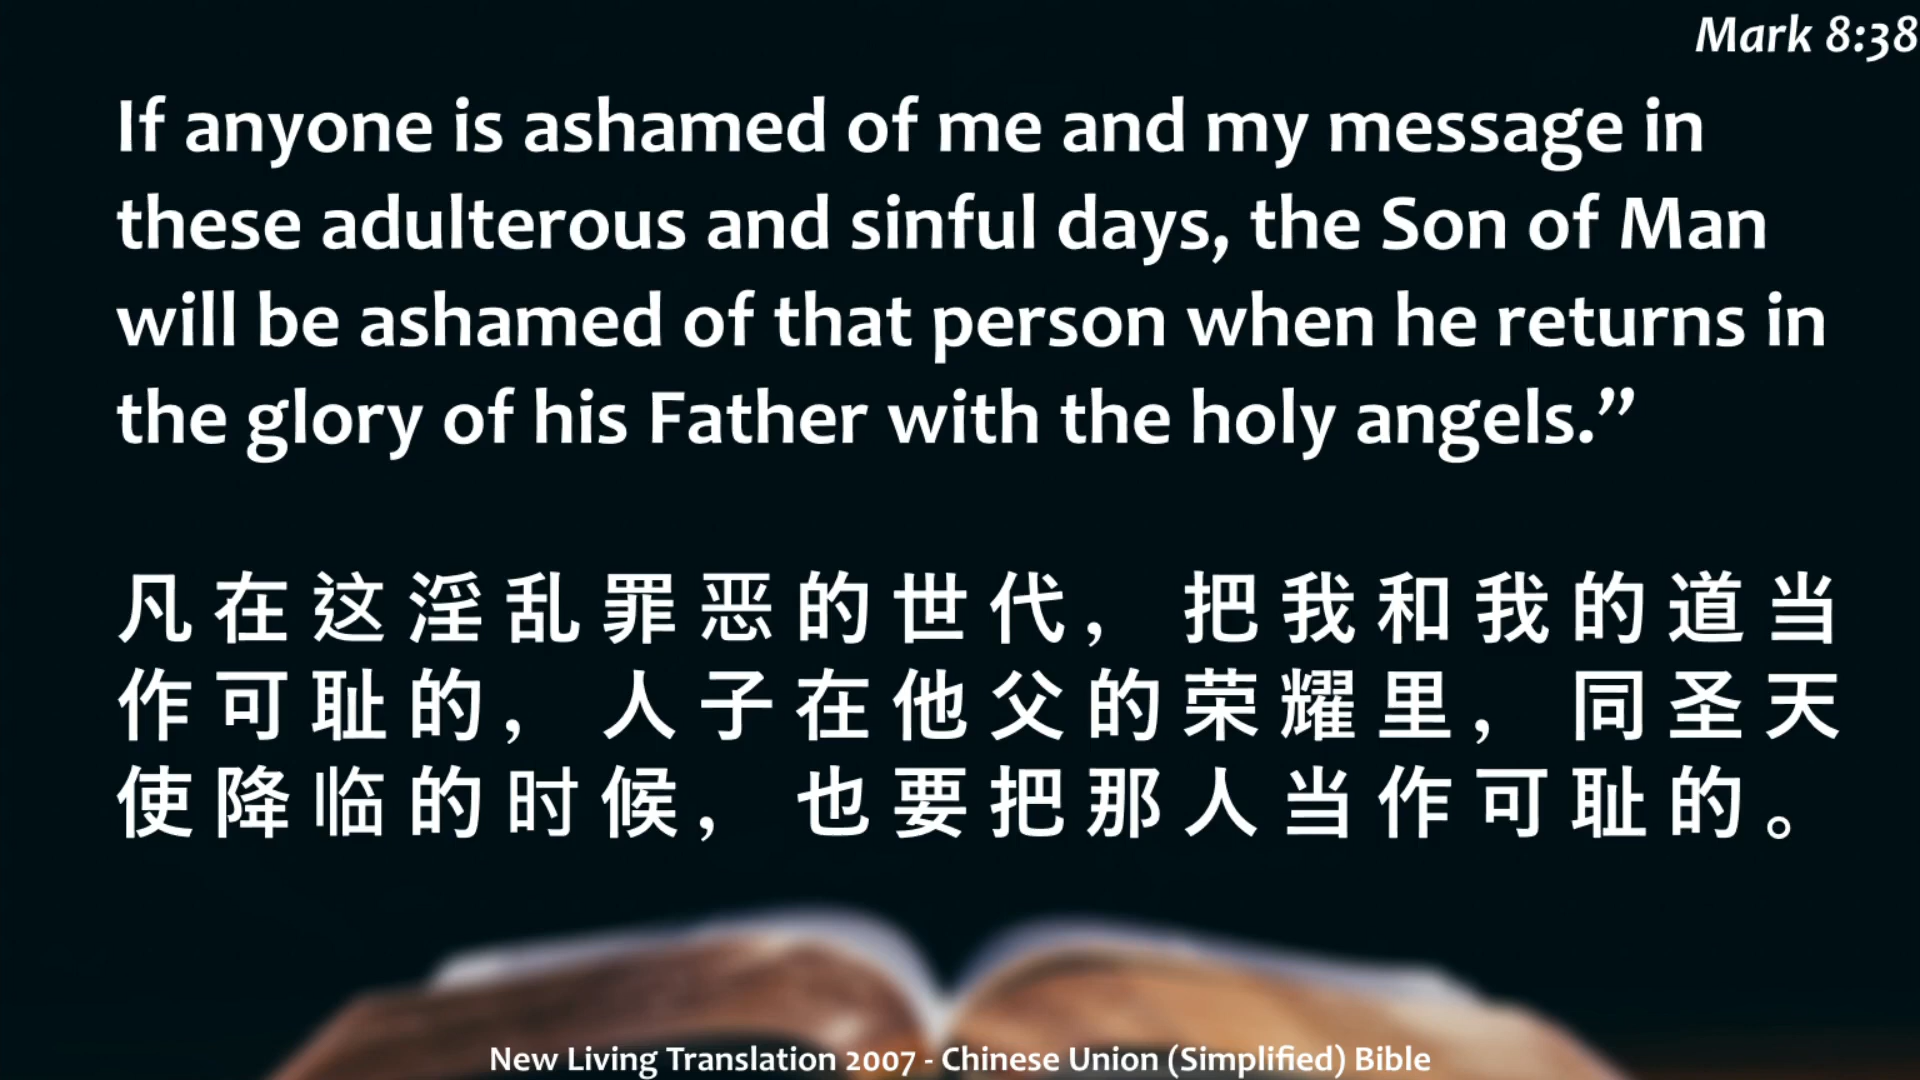 Mark 8:38
If anyone is ashamed of me and my message in
these adulterous and sinful days, the Son of Man
will be ashamed of that person when he returns in
the glory of his Father with the holy angels.”
凡在这淫乱罪恶的世代，把我和我的道当
作可耻的，人子在他父的荣耀里，同圣天
使降临的时候，也要把那人当作可耻的。
New Living Translation 2007 - Chinese Union (Simplified) Bible